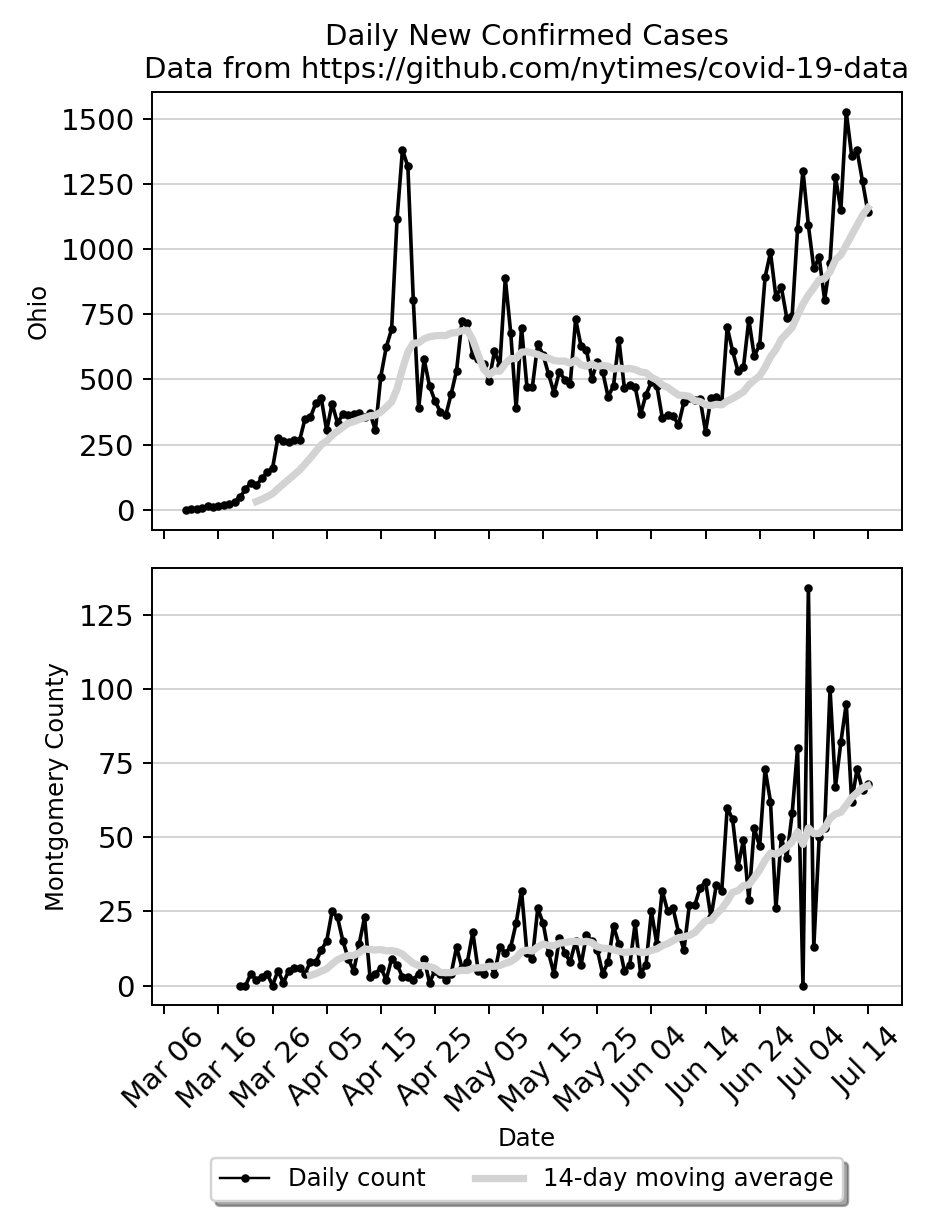 Daily New Confirmed Cases
Data from https://github.com/nytimes/covid-19-data
1500
1250
1000
750
500
250
0
Ohio
125
100
75
50
25
0
Montgomery County
Mar 06
Mar 16
Mar 26
Apr 05
Apr 15
Apr 25
May 05
May 15
May 25
Jun 04
Jun 14
Jun 24
Jul 04
Jul 14
Date
Daily count
14-day moving average